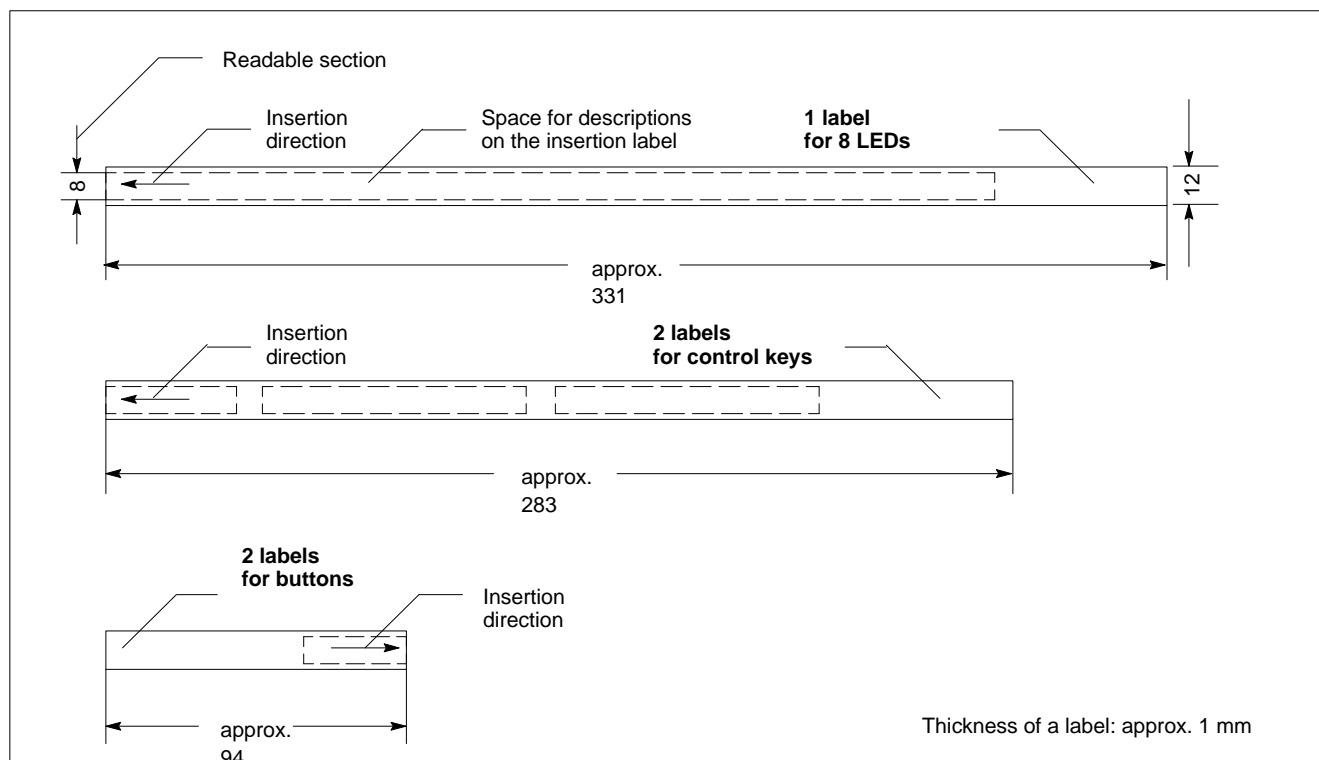 Readable section
Insertion
direction
Space for descriptions
on the insertion label
1 label
for 8 LEDs
8
12
approx.
331
Insertion
direction
2 labels
for control keys
approx.
283
2 labels
for buttons
Insertion
direction
approx.
94
Thickness of a label: approx. 1 mm